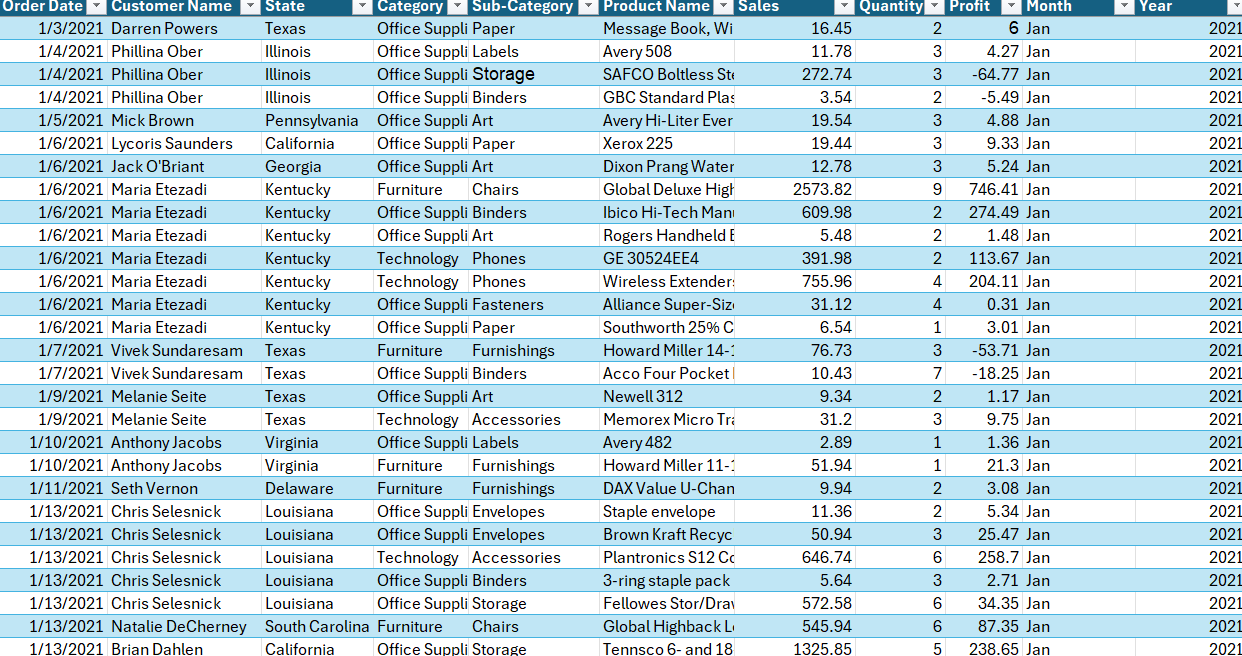 Order Date Customer Name State Category Sub-Category Product Name Sales Quantity Profit Month Year
1/3/2021 Darren Powers Texas Office Suppli Paper Message Book, Wi 16.45 2 6 Jan 2021
1/4/2021 Phillina Ober Illinois Office Suppli Labels Avery 508 11.78 3 4.27 Jan 2021
1/4/2021 Phillina Ober Illinois Office Suppli Storage SAFCO Boltless Ste 272.74 3 -64.77 Jan 2021
1/4/2021 Phillina Ober Illinois Office Suppli Binders GBC Standard Plas 3.54 2 -5.49 Jan 2021
1/5/2021 Mick Brown Pennsylvania Office Suppli Art Avery Hi-Liter Ever 19.54 3 4.88 Jan 2021
1/6/2021 Lycoris Saunders California Office Suppli Paper Xerox 225 19.44 3 9.33 Jan 2021
1/6/2021 Jack O'Briant Georgia Office Suppli Art Dixon Prang Water 12.78 3 5.24 Jan 2021
1/6/2021 Maria Etezadi Kentucky Furniture Chairs Global Deluxe High 2573.82 9 746.41 Jan 2021
1/6/2021 Maria Etezadi Kentucky Office Suppli Binders Ibico Hi-Tech Manu 609.98 2 274.49 Jan 2021
1/6/2021 Maria Etezadi Kentucky Office Suppli Art Rogers Handheld B 5.48 2 1.48 Jan 2021
1/6/2021 Maria Etezadi Kentucky Technology Phones GE 30524EE4 391.98 2 113.67 Jan 2021
1/6/2021 Maria Etezadi Kentucky Technology Phones Wireless Extenders 755.96 4 204.11 Jan 2021
1/6/2021 Maria Etezadi Kentucky Office Suppli Fasteners Alliance Super-Size 31.12 4 0.31 Jan 2021
1/6/2021 Maria Etezadi Kentucky Office Suppli Paper Southworth 25% C 6.54 1 3.01 Jan 2021
1/7/2021 Vivek Sundaresam Texas Furniture Furnishings Howard Miller 14-1 76.73 3 -53.71 Jan 2021
1/7/2021 Vivek Sundaresam Texas Office Suppli Binders Acco Four Pocket 10.43 7 -18.25 Jan 2021
1/9/2021 Melanie Seite Texas Office Suppli Art Newell 312 9.34 2 1.17 Jan 2021
1/9/2021 Melanie Seite Texas Technology Accessories Memorex Micro Tra 31.2 3 9.75 Jan 2021
1/10/2021 Anthony Jacobs Virginia Office Suppli Labels Avery 482 2.89 1 1.36 Jan 2021
1/10/2021 Anthony Jacobs Virginia Furniture Furnishings Howard Miller 11-1 51.94 1 21.3 Jan 2021
1/11/2021 Seth Vernon Delaware Furniture Furnishings DAX Value U-Chan 9.94 2 3.08 Jan 2021
1/13/2021 Chris Selesnick Louisiana Office Suppli Envelopes Staple envelope 11.36 2 5.34 Jan 2021
1/13/2021 Chris Selesnick Louisiana Office Suppli Envelopes Brown Kraft Recyc 50.94 3 25.47 Jan 2021
1/13/2021 Chris Selesnick Louisiana Technology Accessories Plantronics S12 Co 646.74 6 258.7 Jan 2021
1/13/2021 Chris Selesnick Louisiana Office Suppli Binders 3-ring staple pack 5.64 3 2.71 Jan 2021
1/13/2021 Chris Selesnick Louisiana Office Suppli Storage Fellowes Stor/Draw 572.58 6 34.35 Jan 2021
1/13/2021 Natalie DeCherney South Carolina Furniture Chairs Global Highback Le 545.94 6 87.35 Jan 2021
1/13/2021 Brian Dahlen California Office Suppli Storage Tennsco 6- and 18 1325.85 5 238.65 Jan 2021